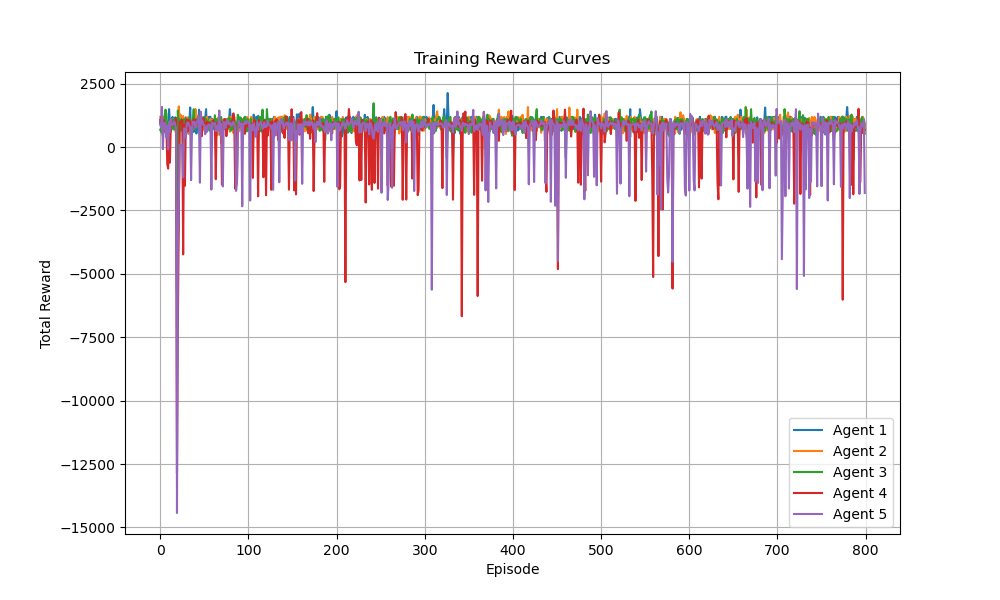 Training Reward Curves
Total Reward
2500
0
−2500
−5000
−7500
−10000
−12500
−15000
0 100 200 300 400 500 600 700 800
Episode
Agent 1
Agent 2
Agent 3
Agent 4
Agent 5